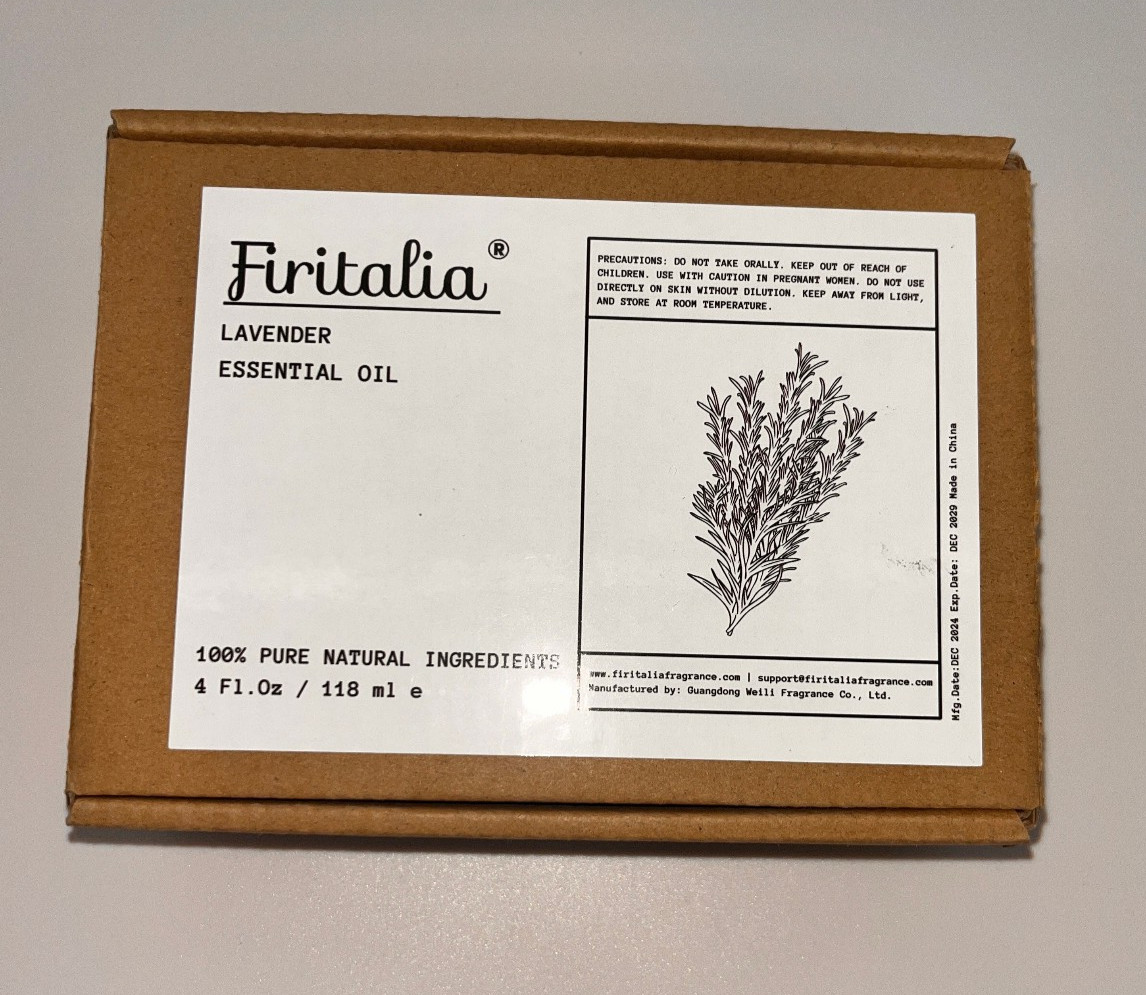 Firitalia®
LAVENDER
ESSENTIAL OIL
100% PURE NATURAL INGREDIENTS
4 Fl.Oz / 118 ml e
PRECAUTIONS: DO NOT TAKE ORALLY. KEEP OUT OF REACH OF
CHILDREN. USE WITH CAUTION IN PREGNANT WOMEN. DO NOT USE
DIRECTLY ON SKIN WITHOUT DILUTION. KEEP AWAY FROM LIGHT,
AND STORE AT ROOM TEMPERATURE.
www.firitaliafragrance.com | support@firitaliafragrance.com
Manufactured by: Guangdong Weili Fragrance Co., Ltd.
Mfg.Date:DEC 2024 Exp.Date: DEC 2029 Made in China